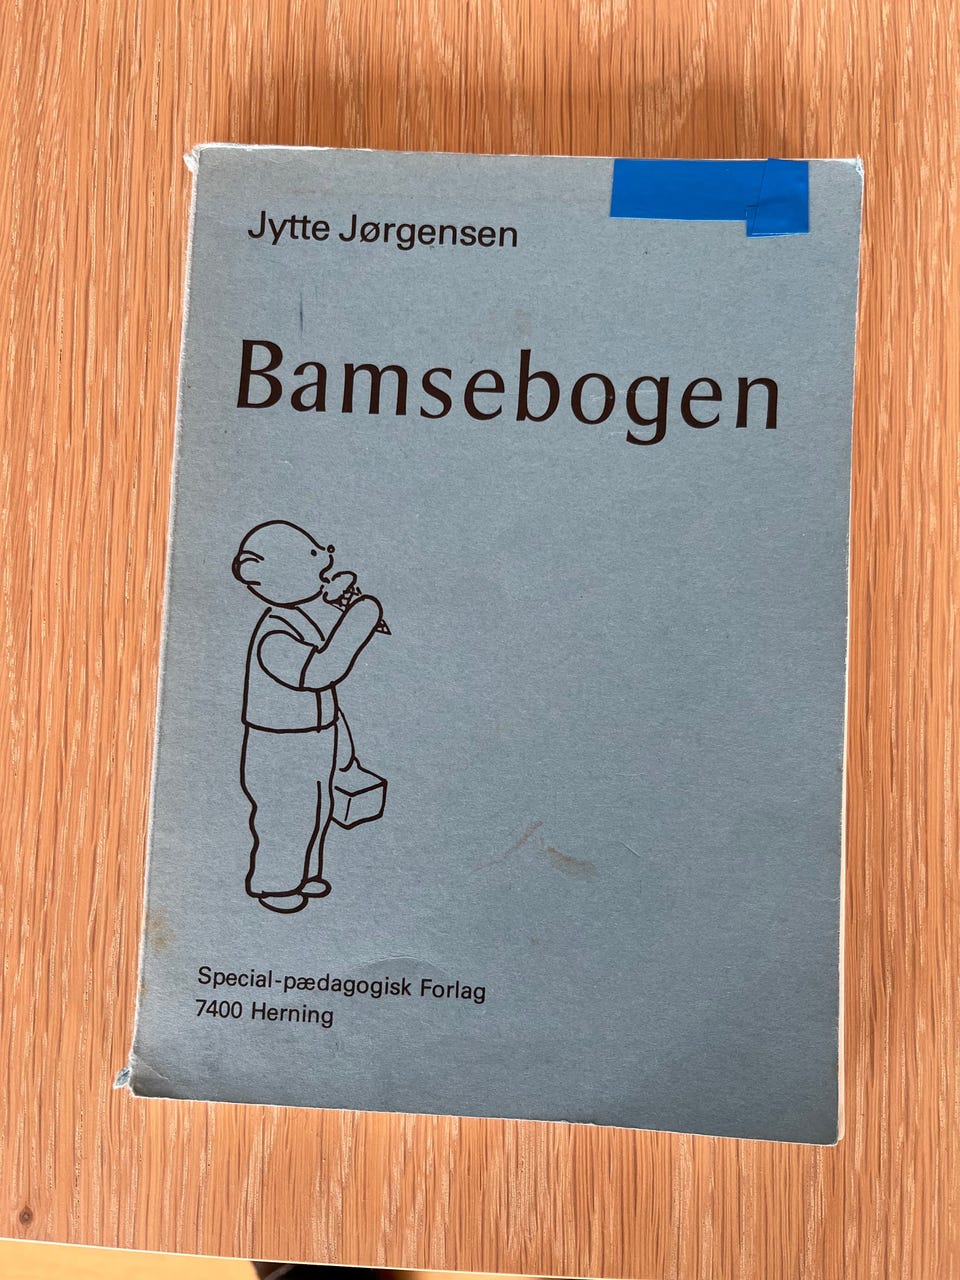 Jytte Jørgensen
Bamsebogen
Special-pædagogisk Forlag
7400 Herning